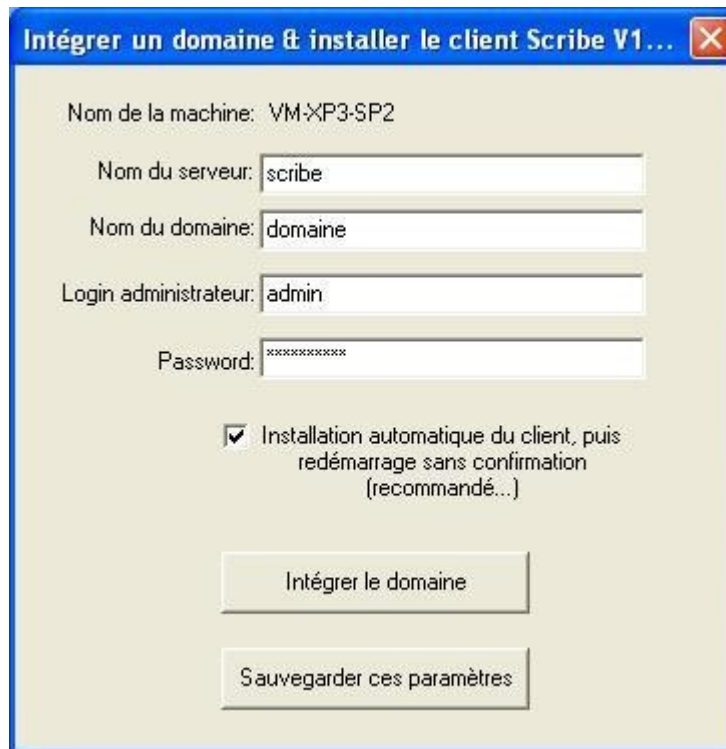 Intégrer un domaine & installer le client Scribe V1...
Nom de la machine: VM-XP3-SP2
Nom du serveur: scribe
Nom du domaine: domaine
Login administrateur: admin
Password: **********
Installation automatique du client, puis
redémarrage sans confirmation
(recommandé...)
Intégrer le domaine
Sauvegarder ces paramètres